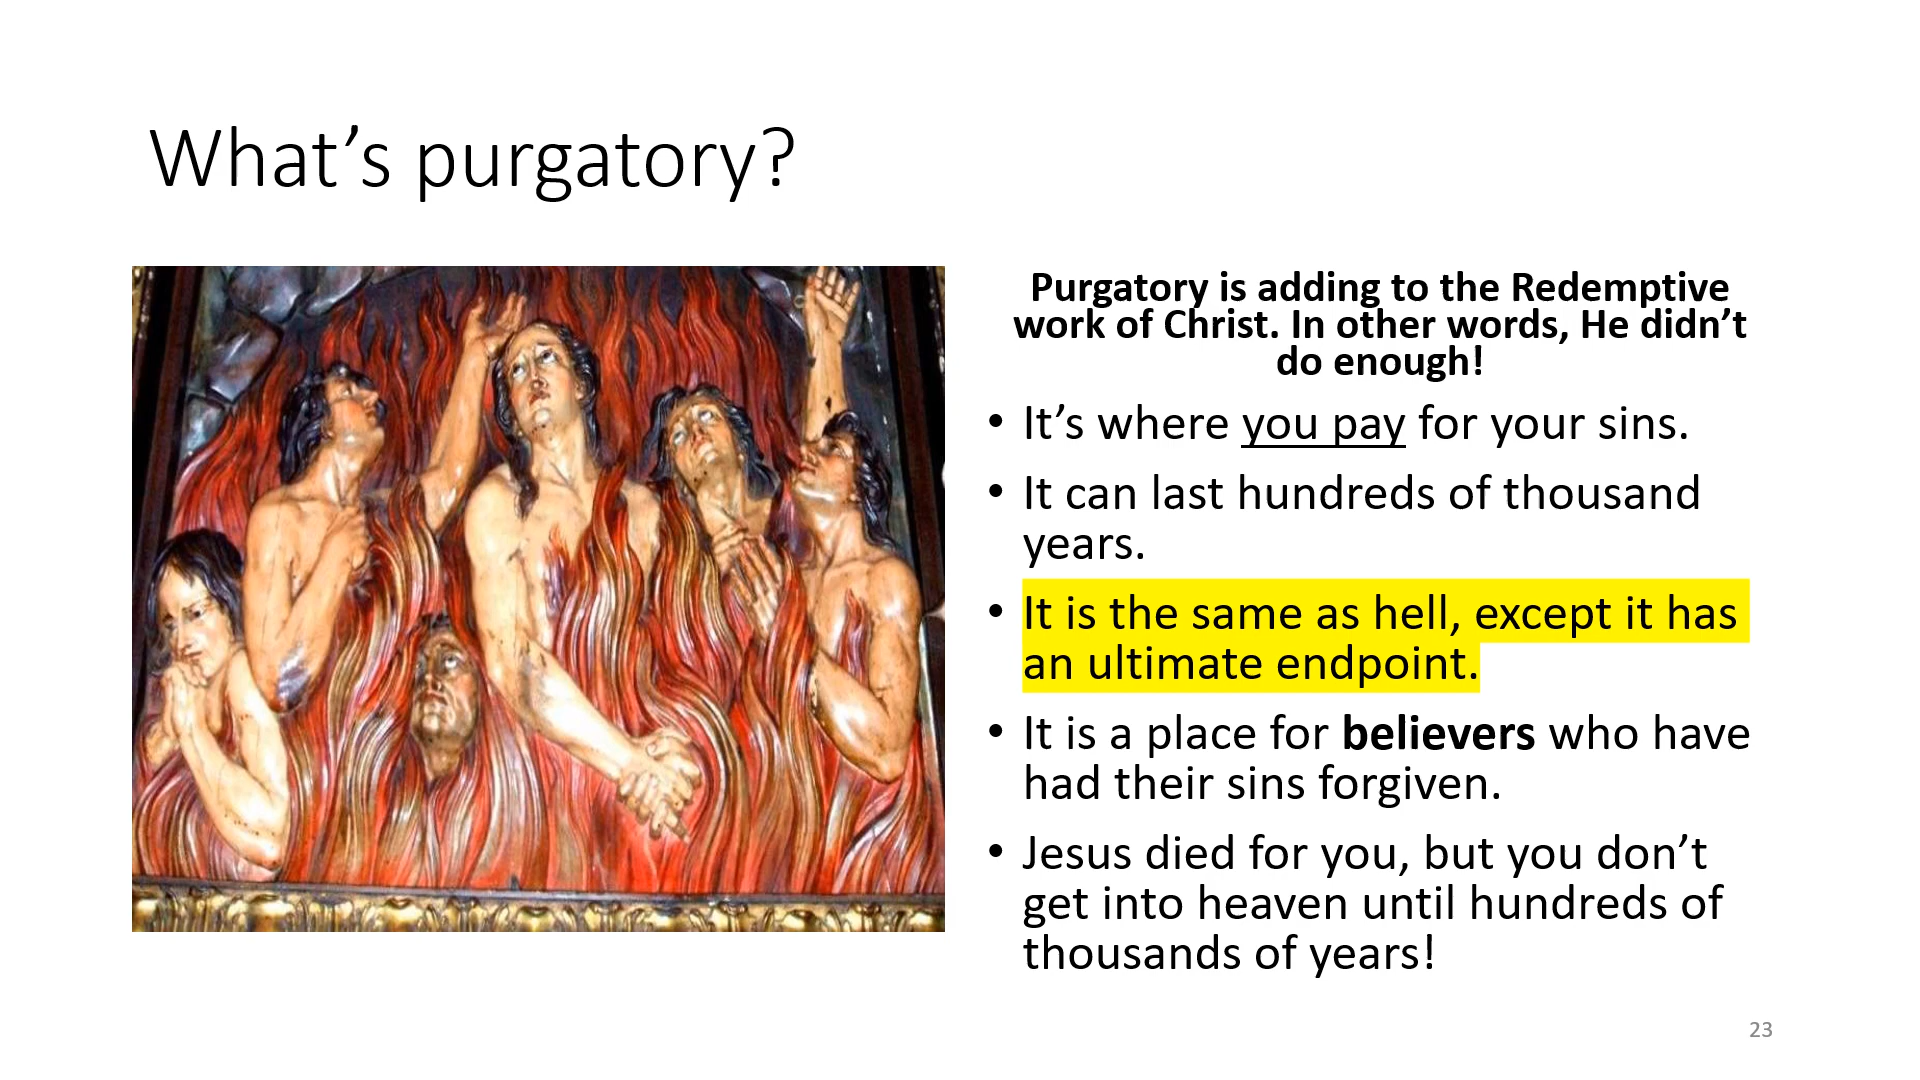 What’s purgatory?
Purgatory is adding to the Redemptive
work of Christ. In other words, He didn’t
do enough!
• It’s where you pay for your sins.
• It can last hundreds of thousand
years.
• It is the same as hell, except it has
an ultimate endpoint.
• It is a place for believers who have
had their sins forgiven.
• Jesus died for you, but you don’t
get into heaven until hundreds of
thousands of years!
23